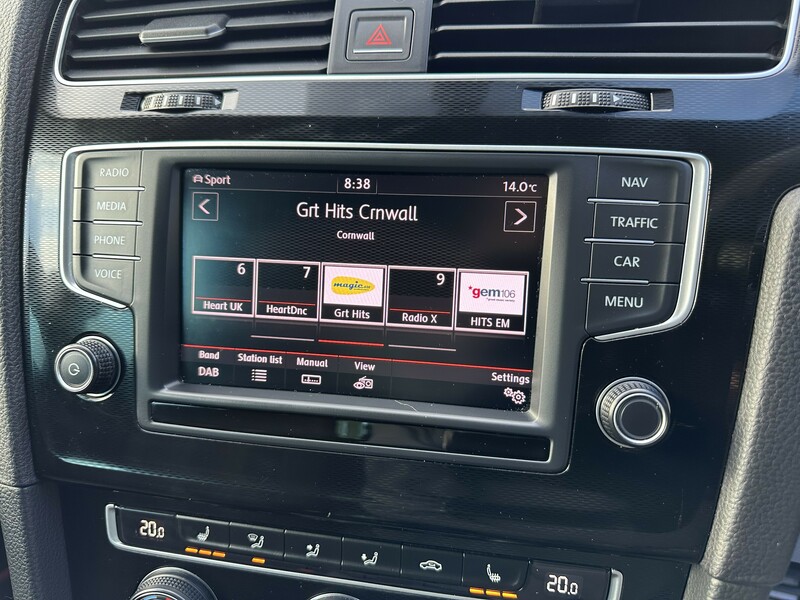 RADIO
MEDIA
PHONE
VOICE
Sport
8:38
14.0°C
Grt Hits Crnwall
Cornwall
6
Heart UK
7
HeartDnc
magic
Grt Hits
9
Radio X
gem106
HITS EM
Band
DAB
Station list
Manual
View
Settings
NAV
TRAFFIC
CAR
MENU
20.0
20.0